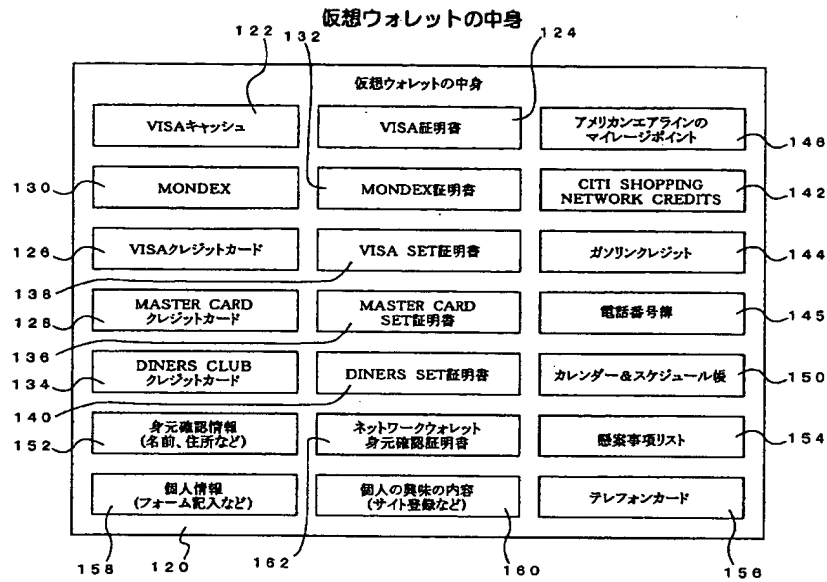 仮想ウォレットの中身
122 132 124
仮想ウォレットの中身
VISAキャッシュ
VISA証明書
アメリカンエアラインの
マイレージポイント
146
130
MONDEX
MONDEX証明書
CITI SHOPPING
NETWORK CREDITS
142
126
VISAクレジットカード
VISA SET証明書
ガソリンクレジット
144
138
128
MASTER CARD
クレジットカード
MASTER CARD
SET証明書
電話番号簿
145
136
134
DINERS CLUB
クレジットカード
DINERS SET証明書
カレンダー&スケジュール帳
150
140
152
身元確認情報
(名前、住所など)
ネットワークウォレット
身元確認証明書
懸案事項リスト
154
個人情報
(フォーム記入など)
個人の興味の内容
(サイト登録など)
テレフォンカード
158 120 162 160 156